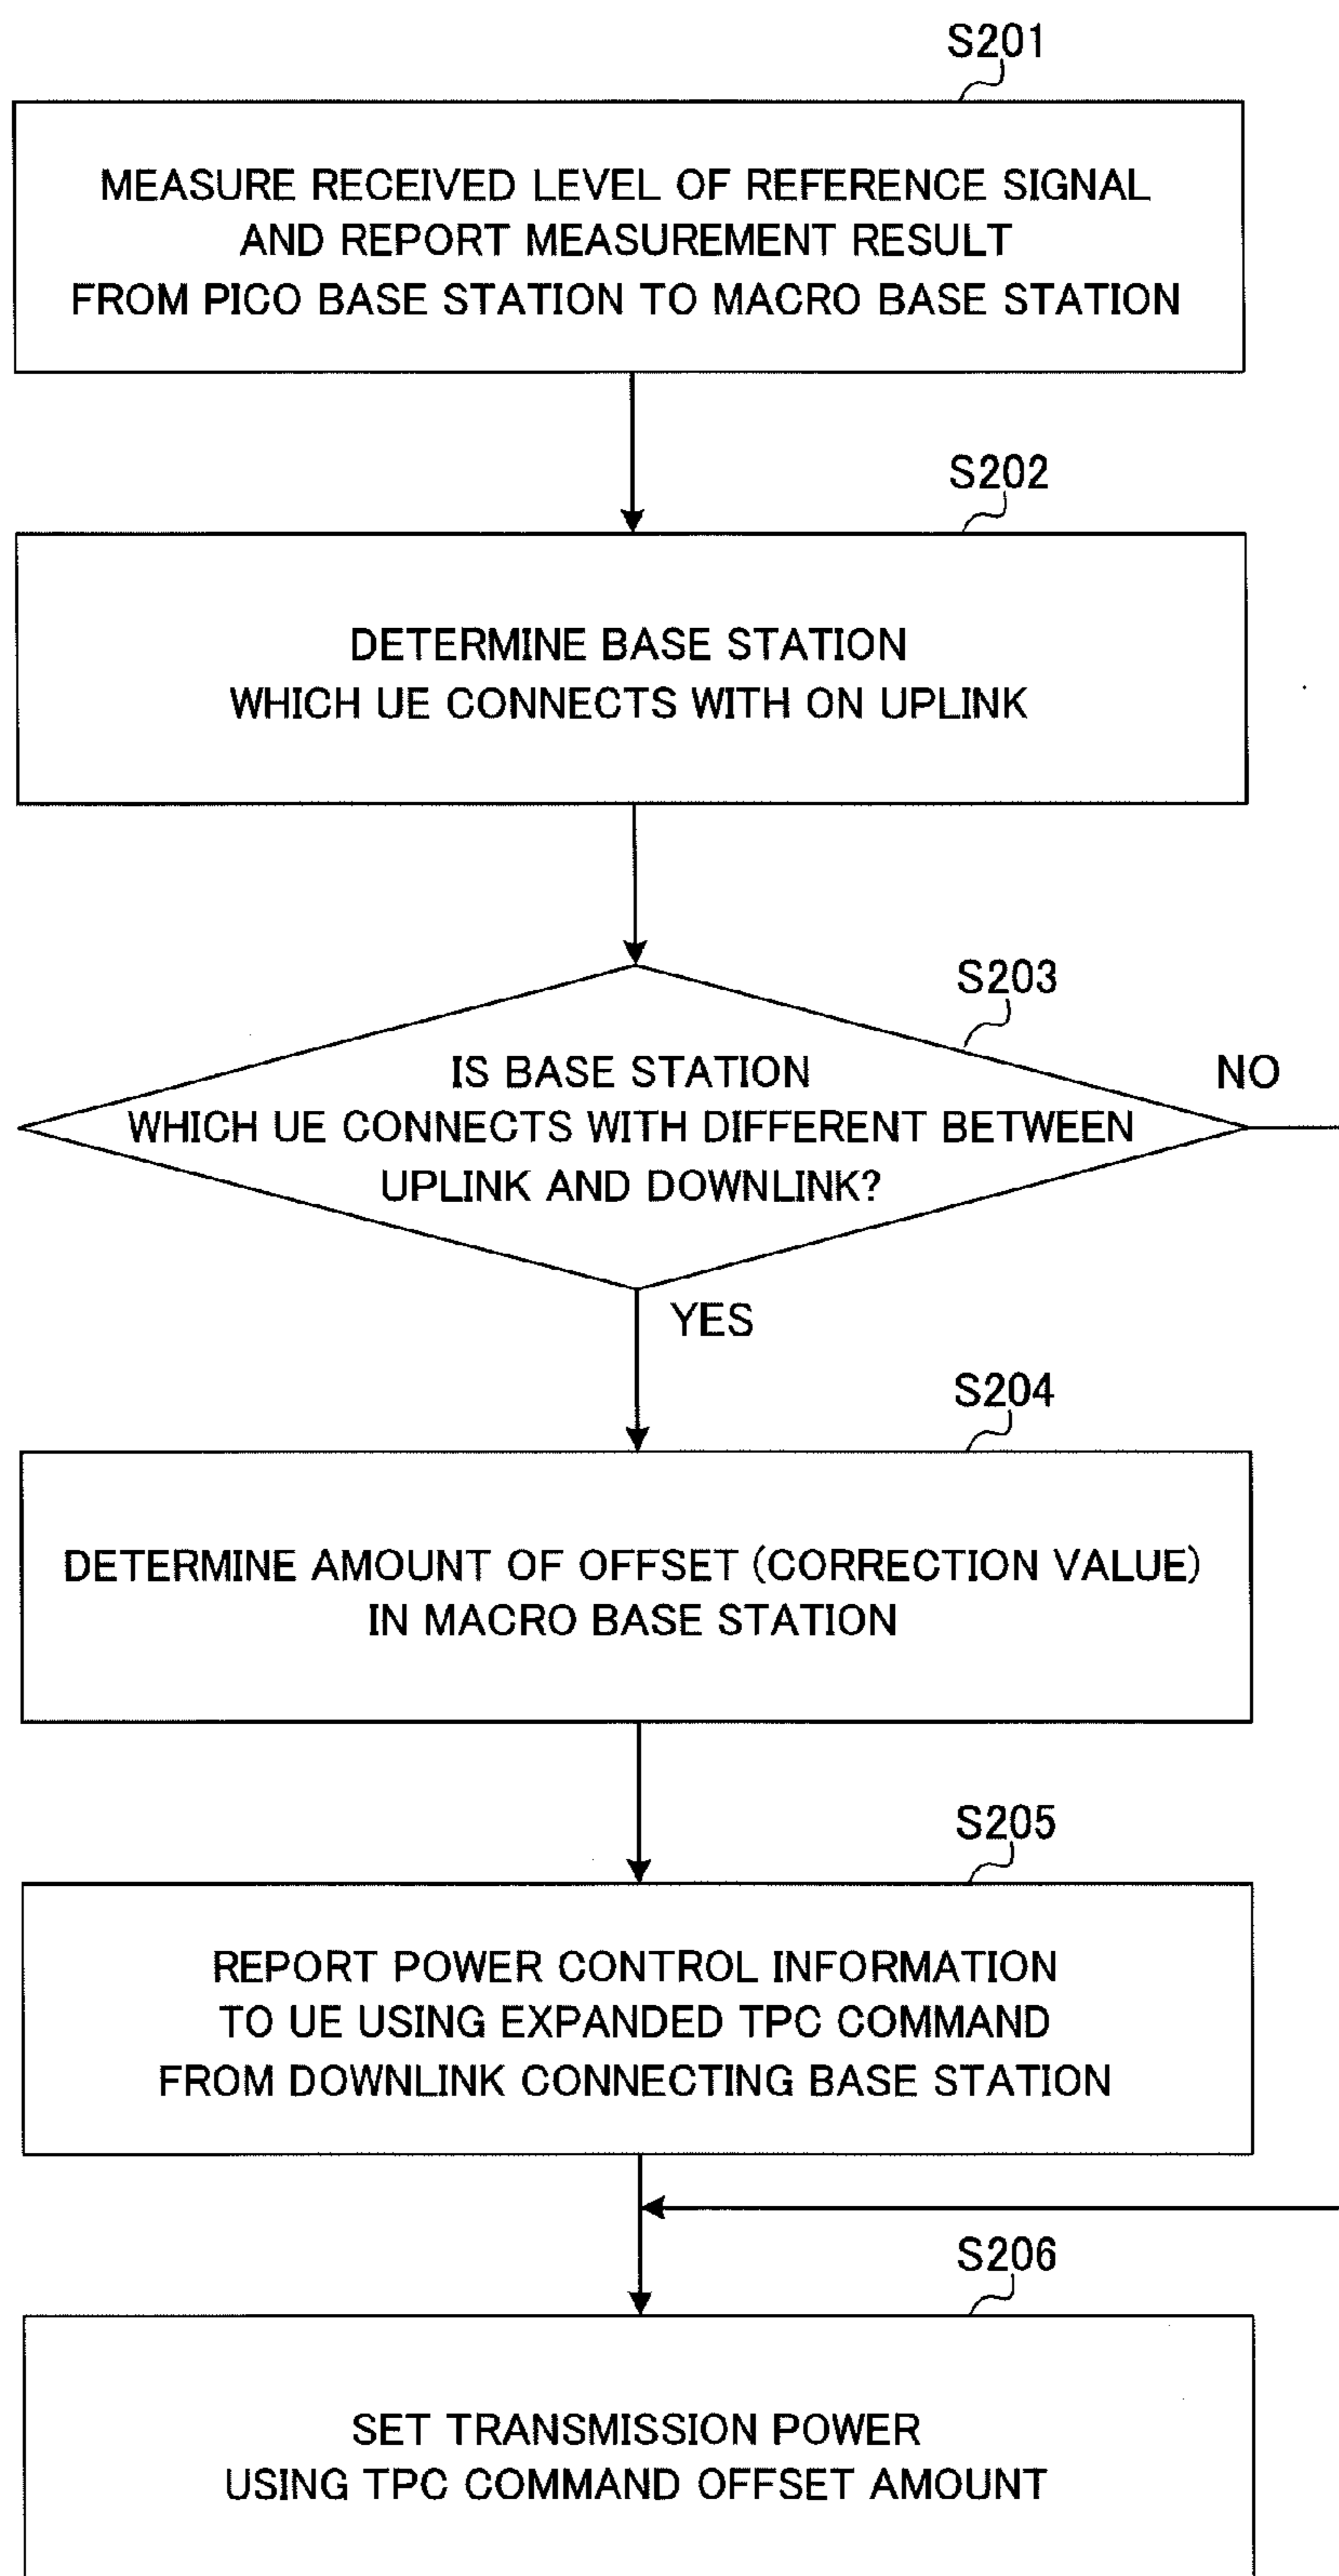 S201
MEASURE RECEIVED LEVEL OF REFERENCE SIGNAL
AND REPORT MEASUREMENT RESULT
FROM PICO BASE STATION TO MACRO BASE STATION
S202
DETERMINE BASE STATION
WHICH UE CONNECTS WITH ON UPLINK
S203
IS BASE STATION
WHICH UE CONNECTS WITH DIFFERENT BETWEEN
UPLINK AND DOWNLINK?
NO
YES
S204
DETERMINE AMOUNT OF OFFSET (CORRECTION VALUE)
IN MACRO BASE STATION
S205
REPORT POWER CONTROL INFORMATION
TO UE USING EXPANDED TPC COMMAND
FROM DOWNLINK CONNECTING BASE STATION
S206
SET TRANSMISSION POWER
USING TPC COMMAND OFFSET AMOUNT